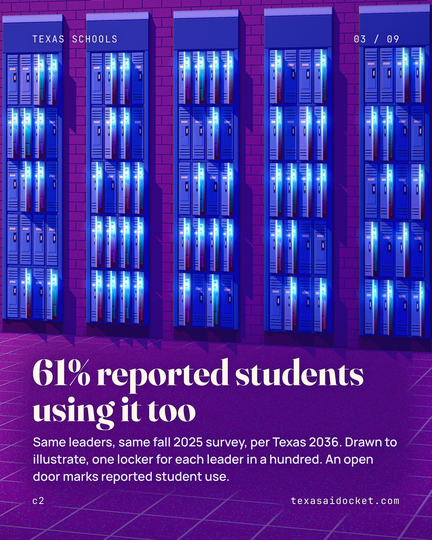 TEXAS SCHOOLS
03 / 09
61% reported students
using it too
Same leaders, same fall 2025 survey, per Texas 2036. Drawn to
illustrate, one locker for each leader in a hundred. An open
door marks reported student use.
c2
texasaidocket.com